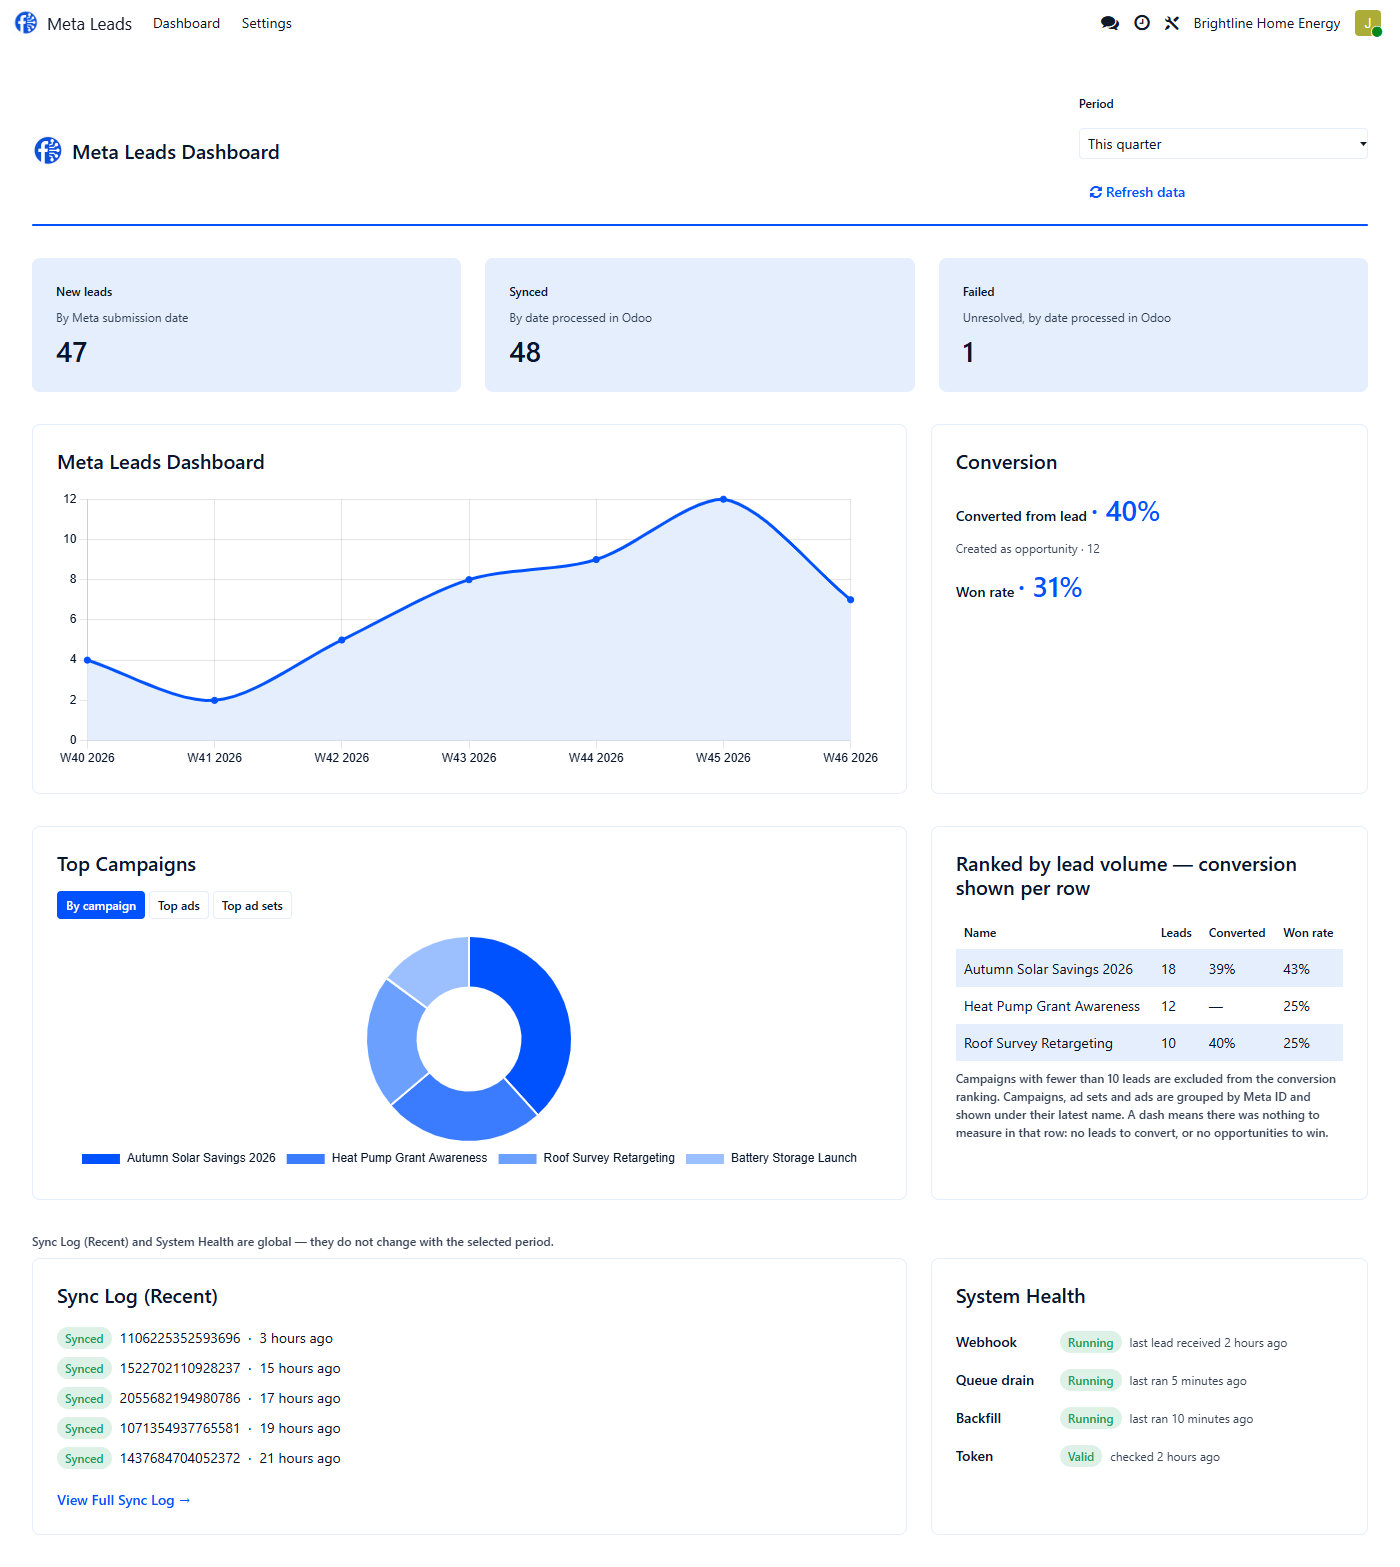 Meta Leads
Dashboard
Settings
Brightline Home Energy
J
Meta Leads Dashboard
Period
This quarter
Refresh data
New leads
By Meta submission date
47
Synced
By date processed in Odoo
48
Failed
Unresolved, by date processed in Odoo
1
Meta Leads Dashboard
12
10
8
6
4
2
0
W40 2026
W41 2026
W42 2026
W43 2026
W44 2026
W45 2026
W46 2026
Conversion
Converted from lead · 40%
Created as opportunity · 12
Won rate · 31%
Top Campaigns
By campaign
Top ads
Top ad sets
Autumn Solar Savings 2026
Heat Pump Grant Awareness
Roof Survey Retargeting
Battery Storage Launch
Ranked by lead volume — conversion
shown per row
Name Leads Converted Won rate
Autumn Solar Savings 2026 18 39% 43%
Heat Pump Grant Awareness 12 — 25%
Roof Survey Retargeting 10 40% 25%
Campaigns with fewer than 10 leads are excluded from the conversion
ranking. Campaigns, ad sets and ads are grouped by Meta ID and
shown under their latest name. A dash means there was nothing to
measure in that row: no leads to convert, or no opportunities to win.
Sync Log (Recent) and System Health are global — they do not change with the selected period.
Sync Log (Recent)
Synced 1106225352593696 · 3 hours ago
Synced 1522702110928237 · 15 hours ago
Synced 2055682194980786 · 17 hours ago
Synced 1071354937765581 · 19 hours ago
Synced 1437684704052372 · 21 hours ago
View Full Sync Log →
System Health
Webhook Running last lead received 2 hours ago
Queue drain Running last ran 5 minutes ago
Backfill Running last ran 10 minutes ago
Token Valid checked 2 hours ago